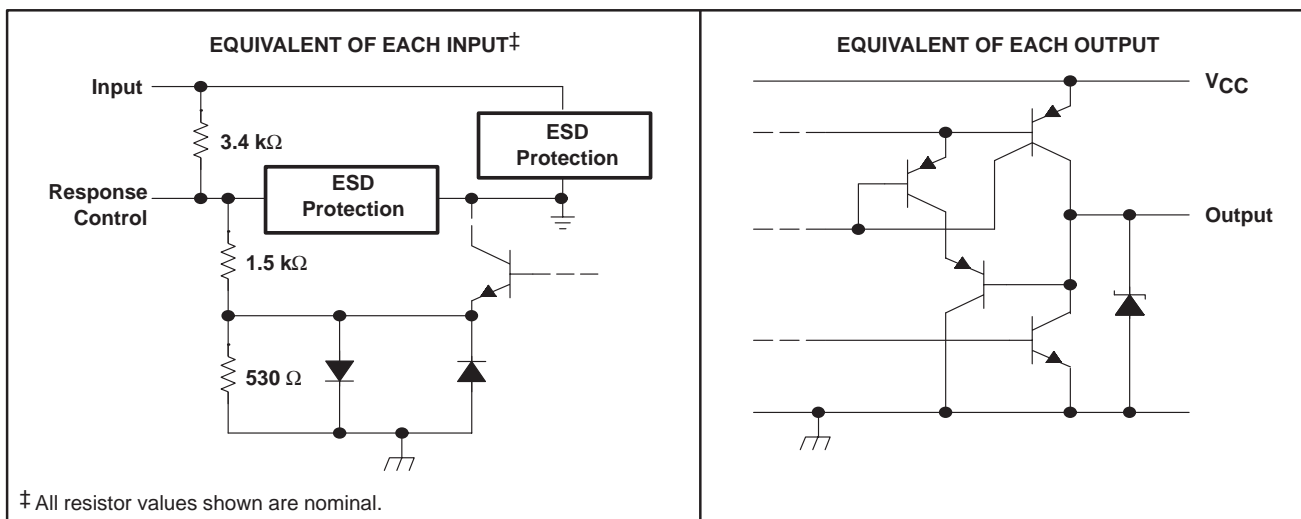 EQUIVALENT OF EACH INPUT‡
Input
3.4 kΩ
ESD
Protection
Response
Control
ESD
Protection
1.5 kΩ
530 Ω
‡ All resistor values shown are nominal.
EQUIVALENT OF EACH OUTPUT
VCC
Output